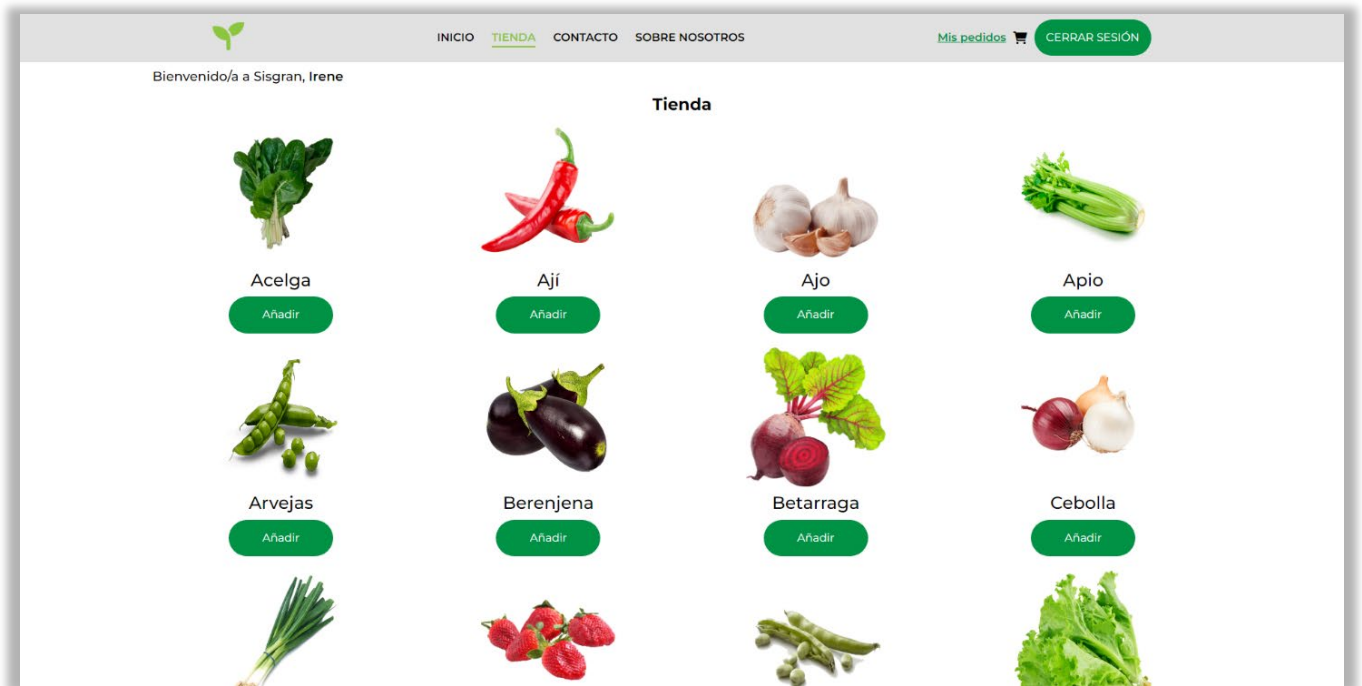 INICIO TIENDA CONTACTO SOBRE NOSOTROS Mis pedidos CERRAR SESIÓN
Bienvenido/a a Sisgran, Irene
Tienda
Acelga Ají Ajo Apio
Añadir Añadir Añadir Añadir
Arvejas Berenjena Betarraga Cebolla
Añadir Añadir Añadir Añadir